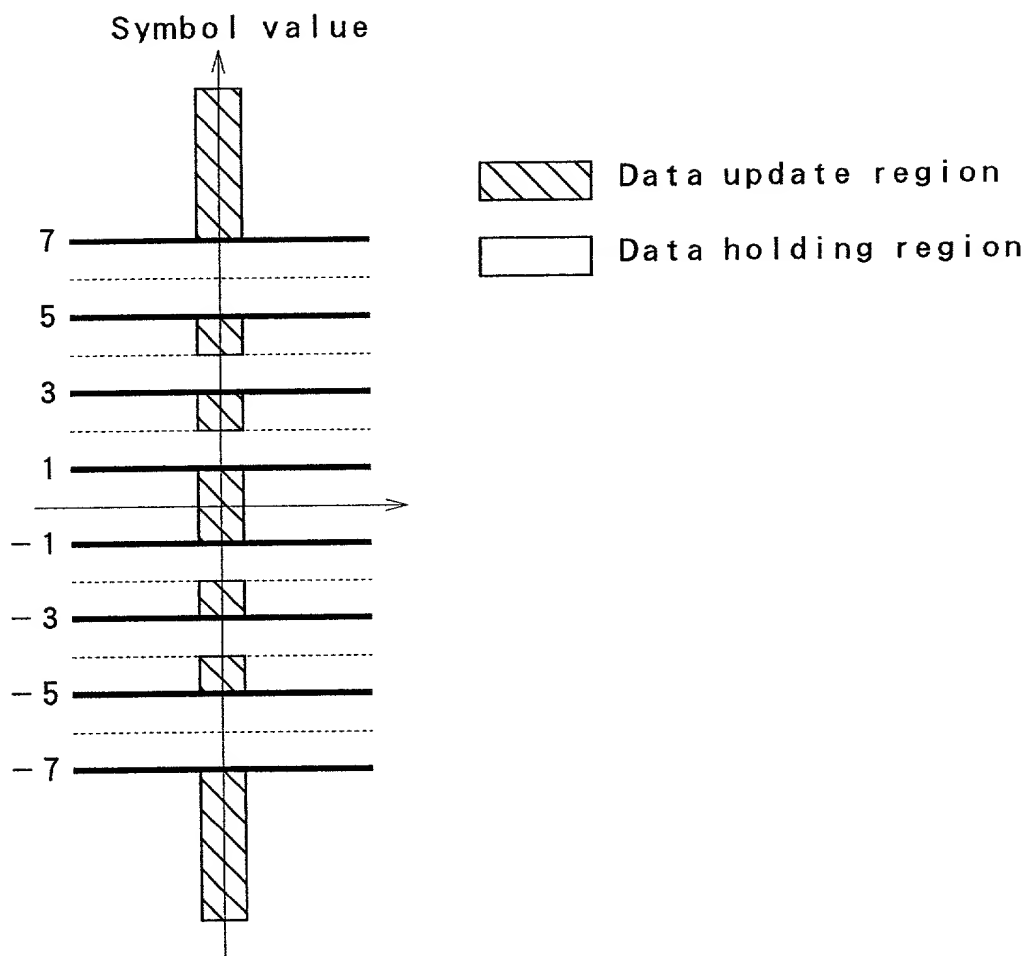 Symbol value
Data update region
Data holding region
7
5
3
1
-1
-3
-5
-7